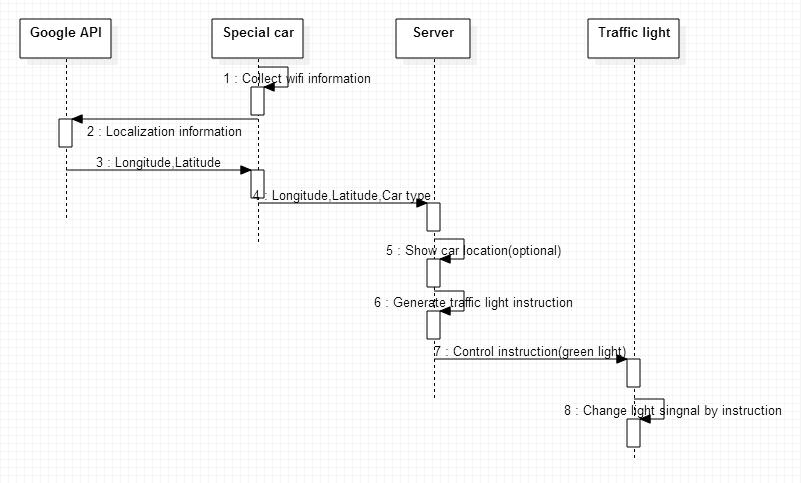 Google API
Special car
Server
Traffic light
1 : Collect wifi information
2 : Localization information
3 : Longitude,Latitude
4 : Longitude,Latitude,Car type
5 : Show car location(optional)
6 : Generate traffic light instruction
7 : Control instruction(green light)
8 : Change light singnal by instruction